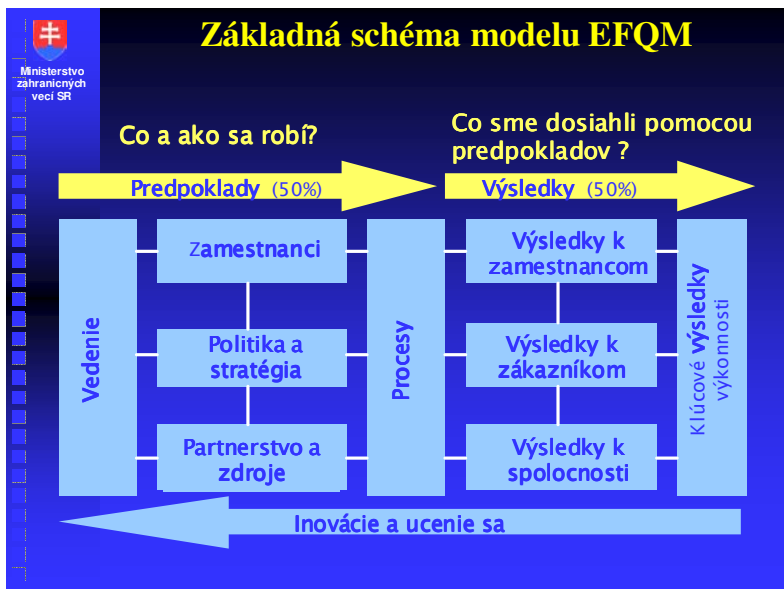 Základná schéma modelu EFQM
Ministerstvo
zahranicných
vecí SR
Co a ako sa robí?
Co sme dosiahli pomocou
predpokladov ?
Predpoklady (50%)
Výsledky (50%)
Vedenie
Zamestnanci
Politika a
stratégia
Partnerstvo a
zdroje
Procesy
Výsledky k
zamestnancom
Výsledky k
zákazníkom
Výsledky k
spolocnosti
Klúcové výsledky
výkonnosti
Inovácie a ucenie sa